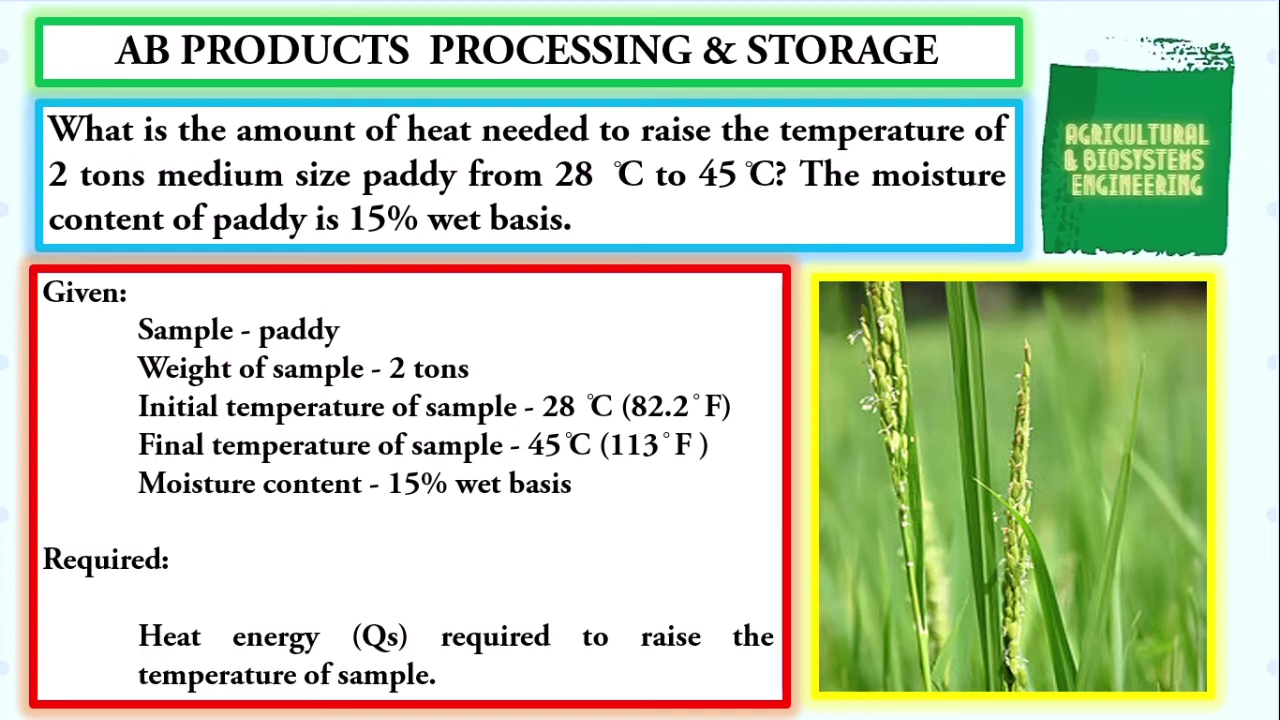 AB PRODUCTS PROCESSING & STORAGE
What is the amount of heat needed to raise the temperature of
2 tons medium size paddy from 28 ℃ to 45 ℃? The moisture
content of paddy is 15% wet basis.
AGRICULTURAL
& BIOSYSTEMS
ENGINEERING
Given:
Sample - paddy
Weight of sample - 2 tons
Initial temperature of sample - 28 ℃ (82.2°F)
Final temperature of sample - 45℃ (113°F )
Moisture content - 15% wet basis
Required:
Heat energy (Qs) required to raise the
temperature of sample.